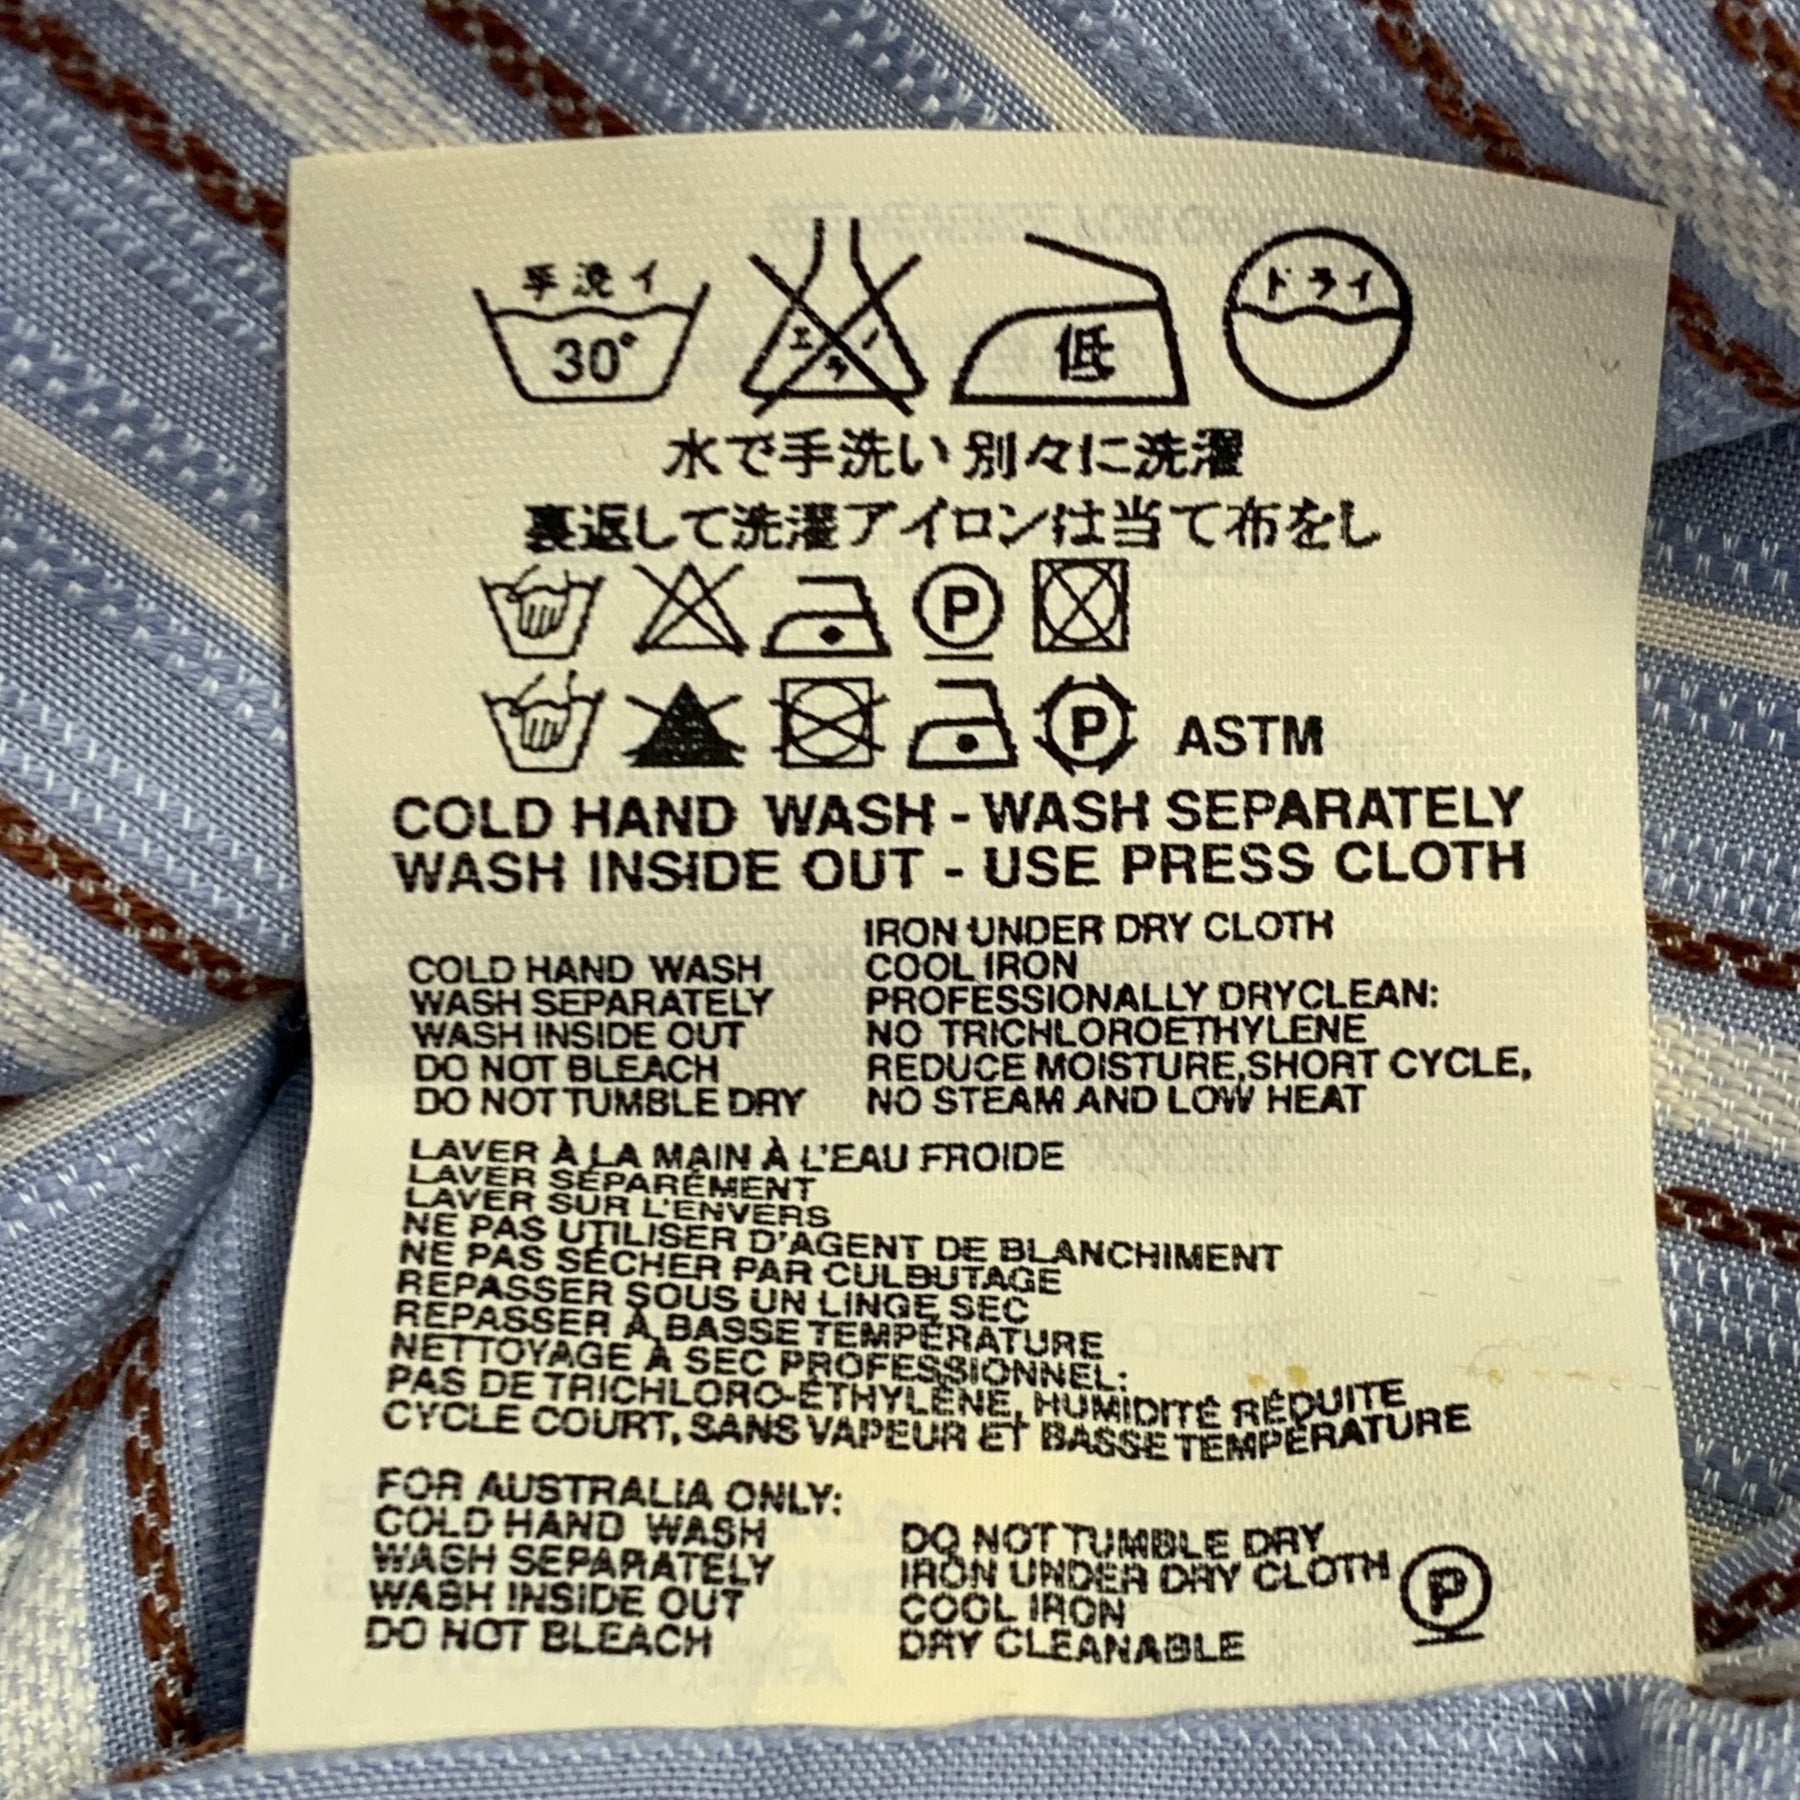 手洗イ
30°
エンソ
低
ドライ
水で手洗い 別々に洗濯
裏返して洗濯アイロンは当て布をし
P
P ASTM
COLD HAND WASH - WASH SEPARATELY
WASH INSIDE OUT - USE PRESS CLOTH
COLD HAND WASH
WASH SEPARATELY
WASH INSIDE OUT
DO NOT BLEACH
DO NOT TUMBLE DRY
IRON UNDER DRY CLOTH
COOL IRON
PROFESSIONALLY DRYCLEAN:
NO TRICHLOROETHYLENE
REDUCE MOISTURE,SHORT CYCLE,
NO STEAM AND LOW HEAT
LAVER À LA MAIN À L'EAU FROIDE
LAVER SÉPARÉMENT
LAVER SUR L'ENVERS
NE PAS UTILISER D'AGENT DE BLANCHIMENT
NE PAS SÉCHER PAR CULBUTAGE
REPASSER SOUS UN LINGE SEC
REPASSER À BASSE TEMPÉRATURE
NETTOYAGE À SEC PROFESSIONNEL:
PAS DE TRICHLORO-ÉTHYLÈNE, HUMIDITÉ RÉDUITE
CYCLE COURT, SANS VAPEUR ET BASSE TEMPÉRATURE
FOR AUSTRALIA ONLY:
COLD HAND WASH
WASH SEPARATELY
WASH INSIDE OUT
DO NOT BLEACH
DO NOT TUMBLE DRY
IRON UNDER DRY CLOTH
COOL IRON
DRY CLEANABLE
P